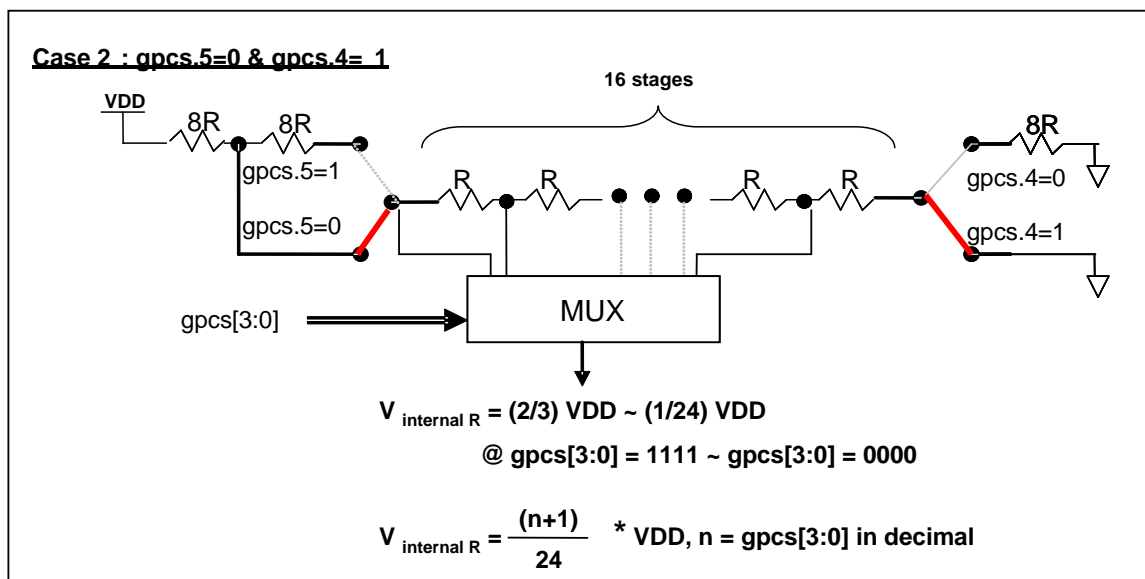 Case 2 : gpcs.5=0 & gpcs.4= 1
16 stages
VDD
8R 8R 8R
gpcs.5=1 R R R R gpcs.4=0
gpcs.5=0 gpcs.4=1
gpcs[3:0] MUX
V internal R = (2/3) VDD ~ (1/24) VDD
@ gpcs[3:0] = 1111 ~ gpcs[3:0] = 0000
V internal R = (n+1) / 24 * VDD, n = gpcs[3:0] in decimal